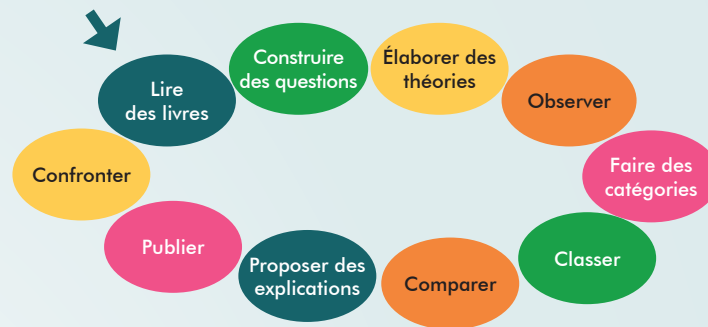 Lire
des livres
Construire
des questions
Élaborer des
théories
Observer
Faire des
catégories
Classer
Comparer
Proposer des
explications
Publier
Confronter